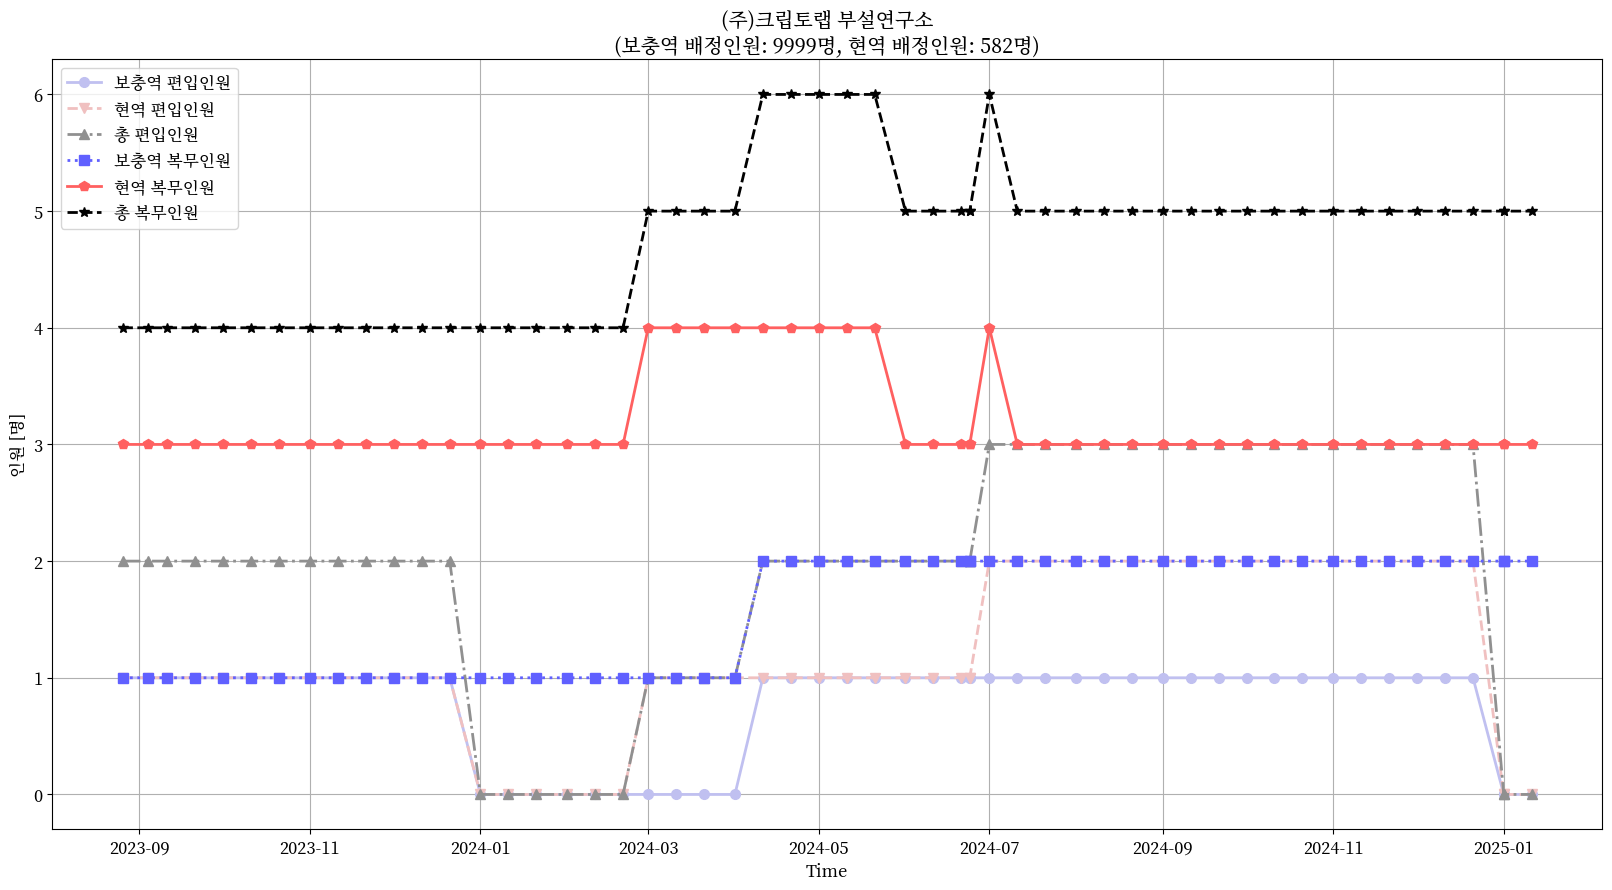 (주)크립토랩 부설연구소
(보충역 배정인원: 9999명, 현역 배정인원: 582명)
보충역 편입인원
현역 편입인원
총 편입인원
보충역 복무인원
현역 복무인원
총 복무인원
인원 [명]
6
5
4
3
2
1
0
2023-09 2023-11 2024-01 2024-03 2024-05 2024-07 2024-09 2024-11 2025-01
Time